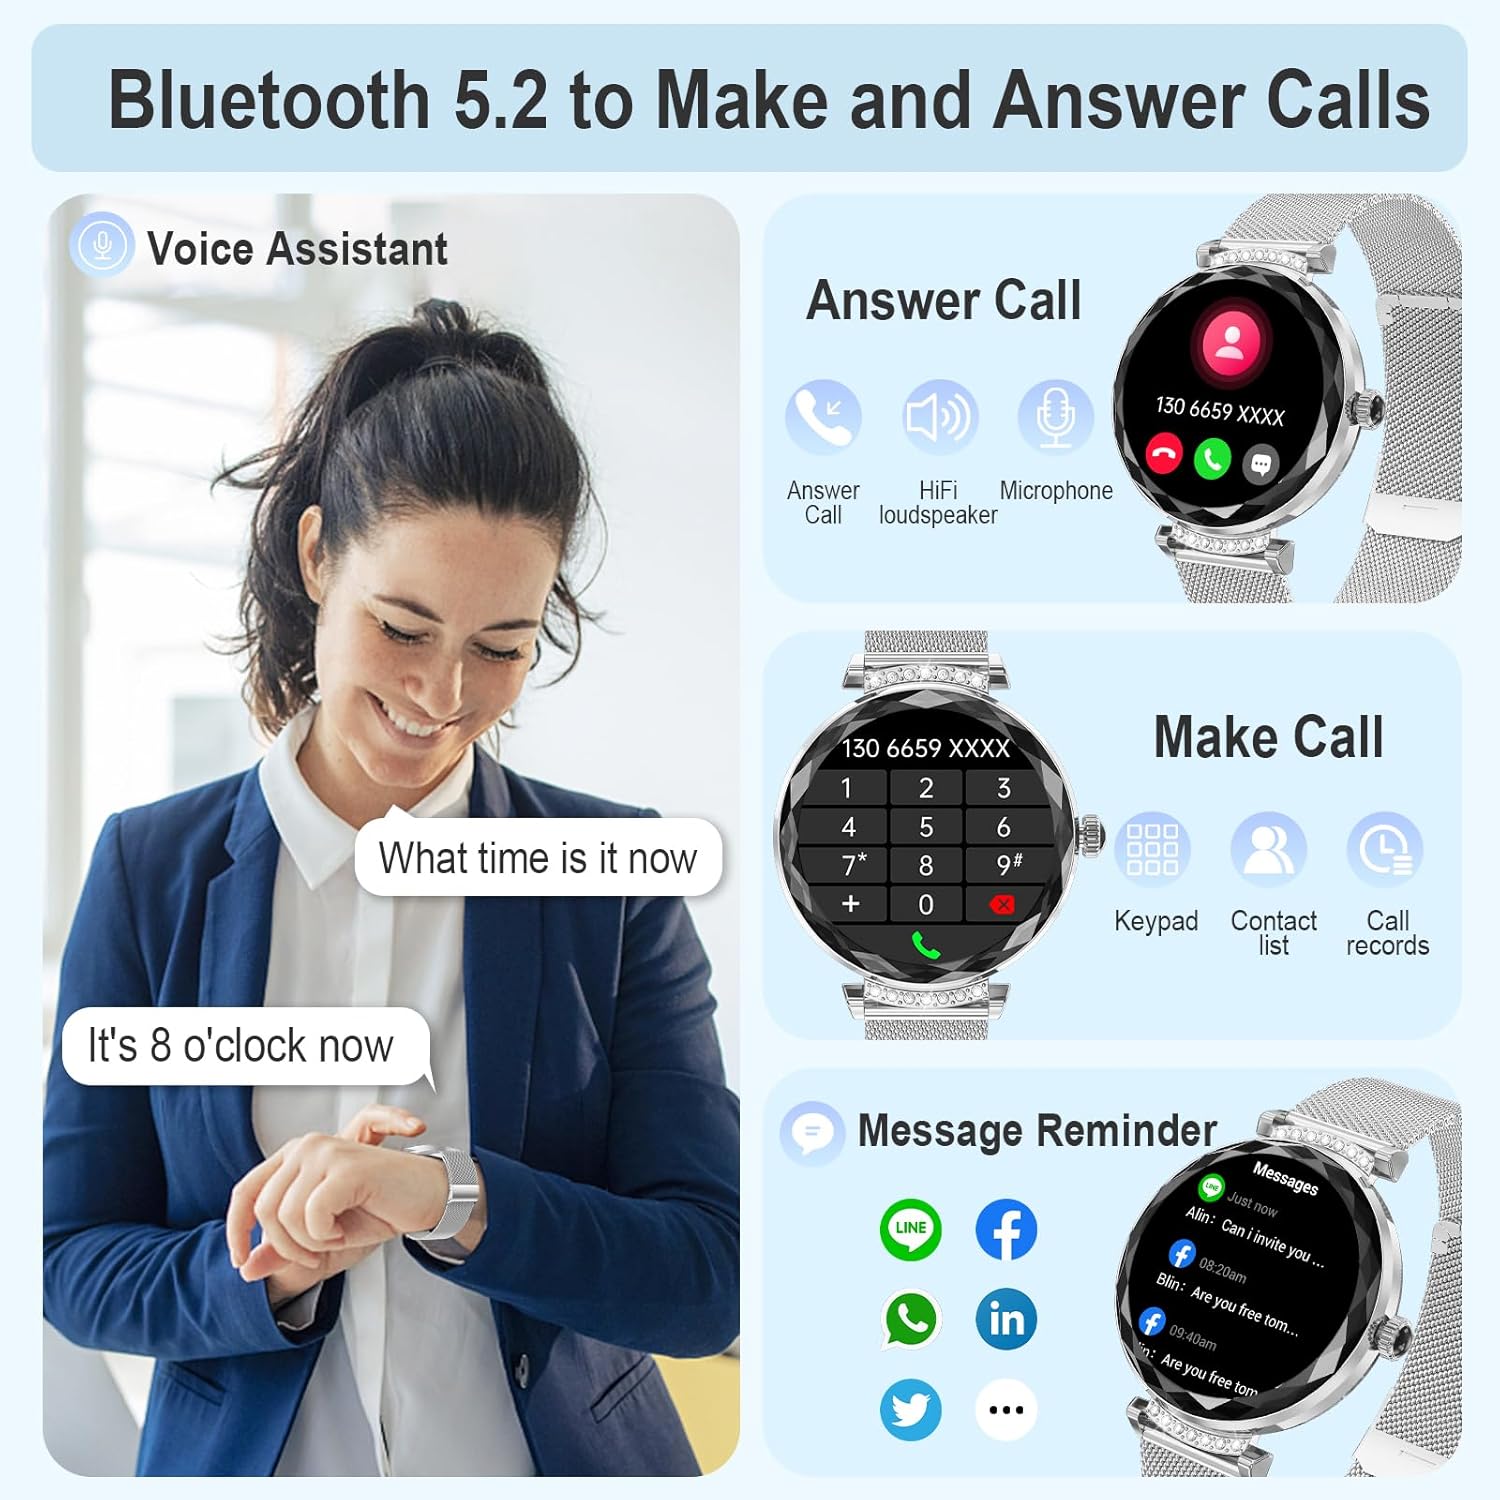 Bluetooth 5.2 to Make and Answer Calls
Voice Assistant
What time is it now
It's 8 o'clock now
Answer Call
Answer
Call
HiFi
loudspeaker
Microphone
130 6659 XXXX
130 6659 XXXX
1 2 3
4 5 6
7* 8 9#
+ 0
Make Call
Keypad
Contact
list
Call
records
Message Reminder
LINE
in
Messages
LINE Just now
Alin: Can i invite you ...
08:20am
Blin: Are you free tom...
09:40am
in: Are you free tom